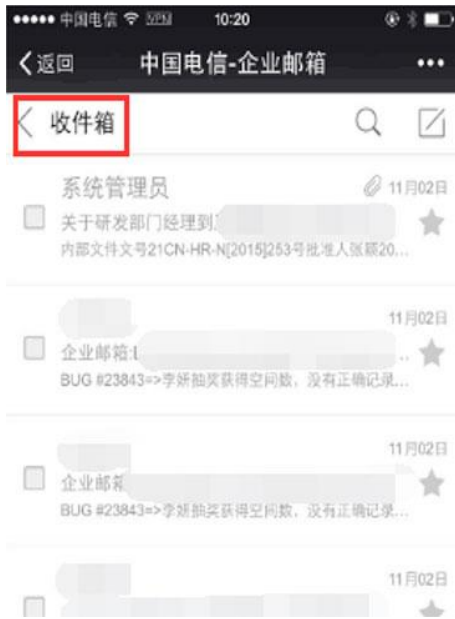 中国电信 VPN 10:20
返回 中国电信-企业邮箱
收件箱
系统管理员 11月02日
关于研发部门经理到
内部文件文号21CN-HR-N[2015]253号批准人张颖20...
11月02日
企业邮箱:
BUG #23843=>李妍抽奖获得空间数，没有正确记录...
11月02日
企业邮箱
BUG #23843=>李妍抽奖获得空间数，没有正确记录...
11月02日